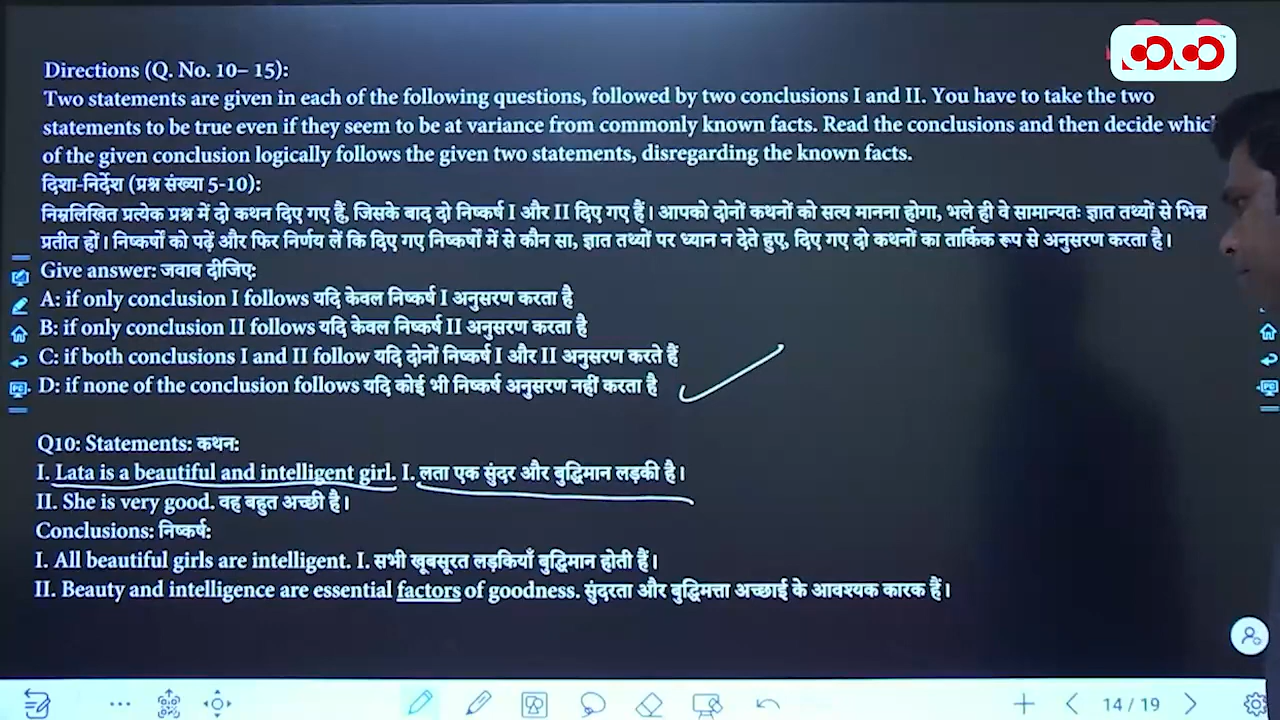 Directions (Q. No. 10– 15):
Two statements are given in each of the following questions, followed by two conclusions I and II. You have to take the two
statements to be true even if they seem to be at variance from commonly known facts. Read the conclusions and then decide
of the given conclusion logically follows the given two statements, disregarding the known facts.
दिशा-निर्देश (प्रश्न संख्या 5-10):
निम्नलिखित प्रत्येक प्रश्न में दो कथन दिए गए हैं, जिसके बाद दो निष्कर्ष I और II दिए गए हैं। आपको दोनों कथनों को सत्य मानना होगा, भले ही वे सामान्यतः ज्ञात तथ्यों से भिन्न
प्रतीत हों। निष्कर्षों को पढ़ें और फिर निर्णय लें कि दिए गए निष्कर्षों में से कौन सा, ज्ञात तथ्यों पर ध्यान न देते हुए, दिए गए दो कथनों का तार्किक रूप से अनुसरण करता है।
Give answer: जवाब दीजिए:
A: if only conclusion I follows यदि केवल निष्कर्ष I अनुसरण करता है
B: if only conclusion II follows यदि केवल निष्कर्ष II अनुसरण करता है
C: if both conclusions I and II follow यदि दोनों निष्कर्ष I और II अनुसरण करते हैं
D: if none of the conclusion follows यदि कोई भी निष्कर्ष अनुसरण नहीं करता है
Q10: Statements: कथन:
I. Lata is a beautiful and intelligent girl. I. लता एक सुंदर और बुद्धिमान लड़की है।
II. She is very good. वह बहुत अच्छी है।
Conclusions: निष्कर्ष:
I. All beautiful girls are intelligent. I. सभी खूबसूरत लड़कियाँ बुद्धिमान होती हैं।
II. Beauty and intelligence are essential factors of goodness. सुंदरता और बुद्धिमत्ता अच्छाई के आवश्यक कारक हैं।
14 / 19